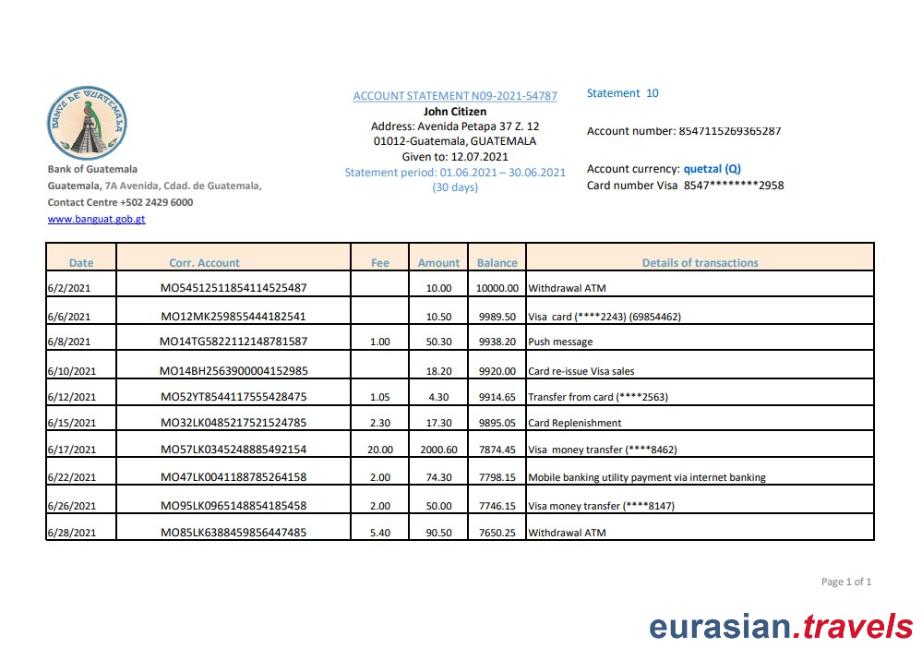 BANVE DE GUATEMALA
ACCOUNT STATEMENT N09-2021-54787
John Citizen
Address: Avenida Petapa 37 Z. 12
01012-Guatemala, GUATEMALA
Given to: 12.07.2021
Statement period: 01.06.2021 – 30.06.2021
(30 days)
Statement 10
Account number: 8547115269365287
Account currency: quetzal (Q)
Card number Visa 8547********2958
Bank of Guatemala
Guatemala, 7A Avenida, Cdad. de Guatemala,
Contact Centre +502 2429 6000
www.banguat.gob.gt
Date Corr. Account Fee Amount Balance Details of transactions
6/2/2021 MO54512511854114525487 10.00 10000.00 Withdrawal ATM
6/6/2021 MO12MK259855444182541 10.50 9989.50 Visa card (****2243) (69854462)
6/8/2021 MO14TG5822112148781587 1.00 50.30 9938.20 Push message
6/10/2021 MO14BH2563900004152985 18.20 9920.00 Card re-issue Visa sales
6/12/2021 MO52YT8544117555428475 1.05 4.30 9914.65 Transfer from card (****2563)
6/15/2021 MO32LK0485217521524785 2.30 17.30 9895.05 Card Replenishment
6/17/2021 MO57LK0345248885492154 20.00 2000.60 7874.45 Visa money transfer (****8462)
6/22/2021 MO47LK0041188785264158 2.00 74.30 7798.15 Mobile banking utility payment via internet banking
6/26/2021 MO95LK0965148854185458 2.00 50.00 7746.15 Visa money transfer (****8147)
6/28/2021 MO85LK6388459856447485 5.40 90.50 7650.25 Withdrawal ATM
Page 1 of 1
eurasian.travels